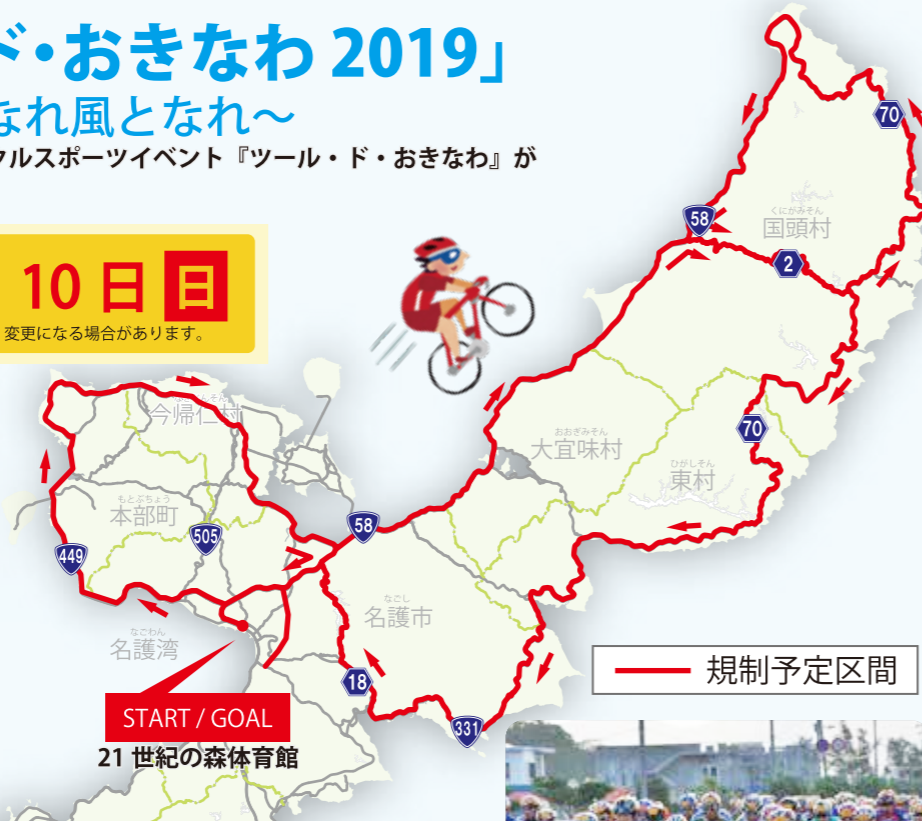 ド・おきなわ 2019」
なれ風となれ〜
クルスポーツイベント『ツール・ド・おきなわ』が
10日 日
変更になる場合があります。
70
58
くにがみそん
国頭村
2
今帰仁村
70
おおぎみそん
大宜味村
ひがしそん
東村
もとぶちょう
本部町
505
58
449
なごし
名護市
なごわん
名護湾
18
331
規制予定区間
START / GOAL
21世紀の森体育館